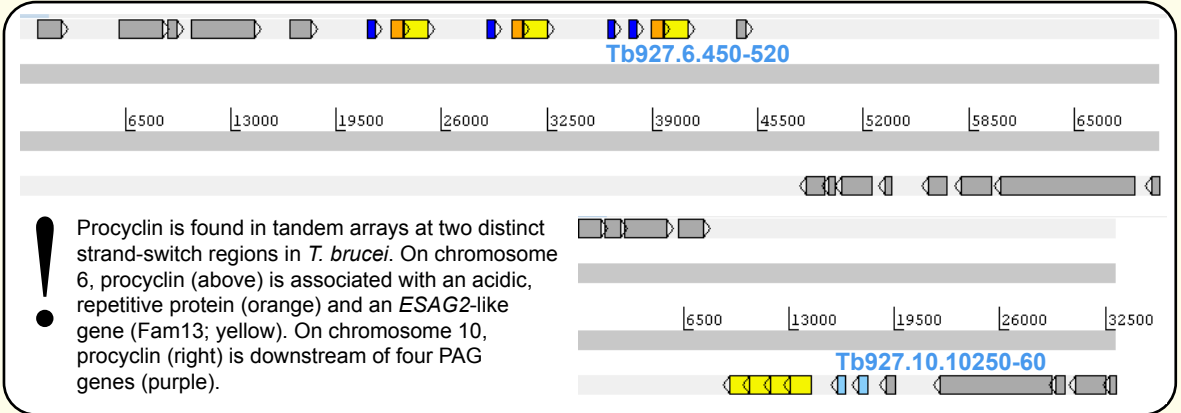 Tb927.6.450-520
6500 13000 19500 26000 32500 39000 45500 52000 58500 65000
! Procyclin is found in tandem arrays at two distinct
strand-switch regions in T. brucei. On chromosome
6, procyclin (above) is associated with an acidic,
repetitive protein (orange) and an ESAG2-like
gene (Fam13; yellow). On chromosome 10,
procyclin (right) is downstream of four PAG
genes (purple).
6500 13000 19500 26000 32500
Tb927.10.10250-60